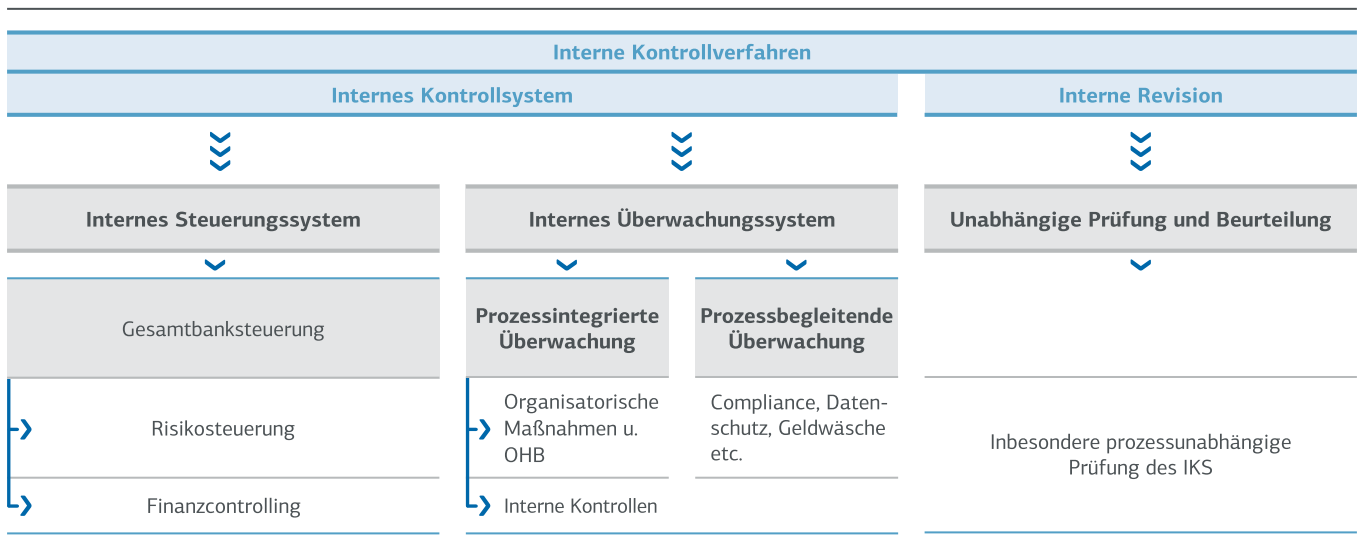 Interne Kontrollverfahren
Internes Kontrollsystem
Interne Revision
Internes Steuerungssystem
Internes Überwachungssystem
Unabhängige Prüfung und Beurteilung
Gesamtbanksteuerung
Prozessintegrierte
Überwachung
Prozessbegleitende
Überwachung
Risikosteuerung
Organisatorische
Maßnahmen u.
OHB
Compliance, Daten-
schutz, Geldwäsche
etc.
Inbesondere prozessunabhängige
Prüfung des IKS
Finanzcontrolling
Interne Kontrollen